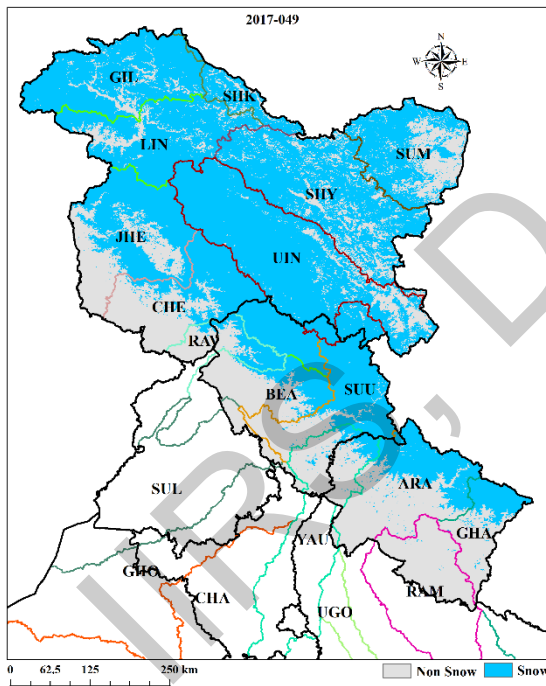 2017-049
N
W E
S
GIL
SHK
LIN
SUM
SHY
JHE
UIN
CHE
RAV
BEA
SUU
ARA
SUL
GHA
YAU
GHO
CHA
UGO
RAM
IIRS, D
0 62,5 125 250 km
Non Snow Snow